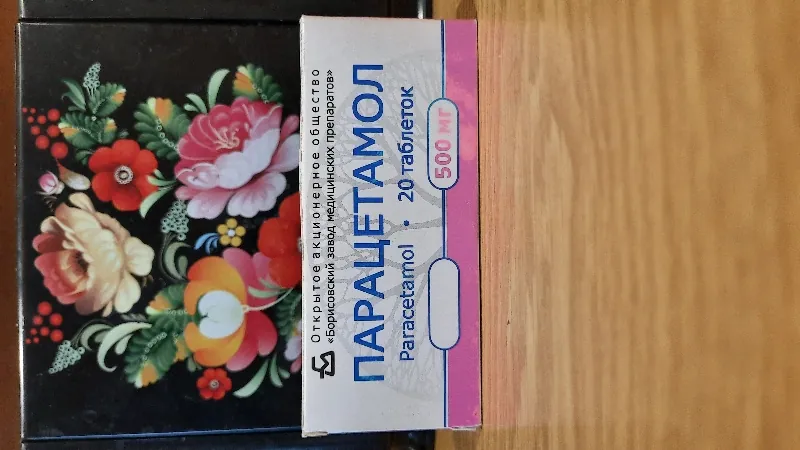 Открытое акционерное общество
«Борисовский завод медицинских препаратов»
ПАРАЦЕТАМОЛ
Paracetamol • 20 таблеток
500 мг